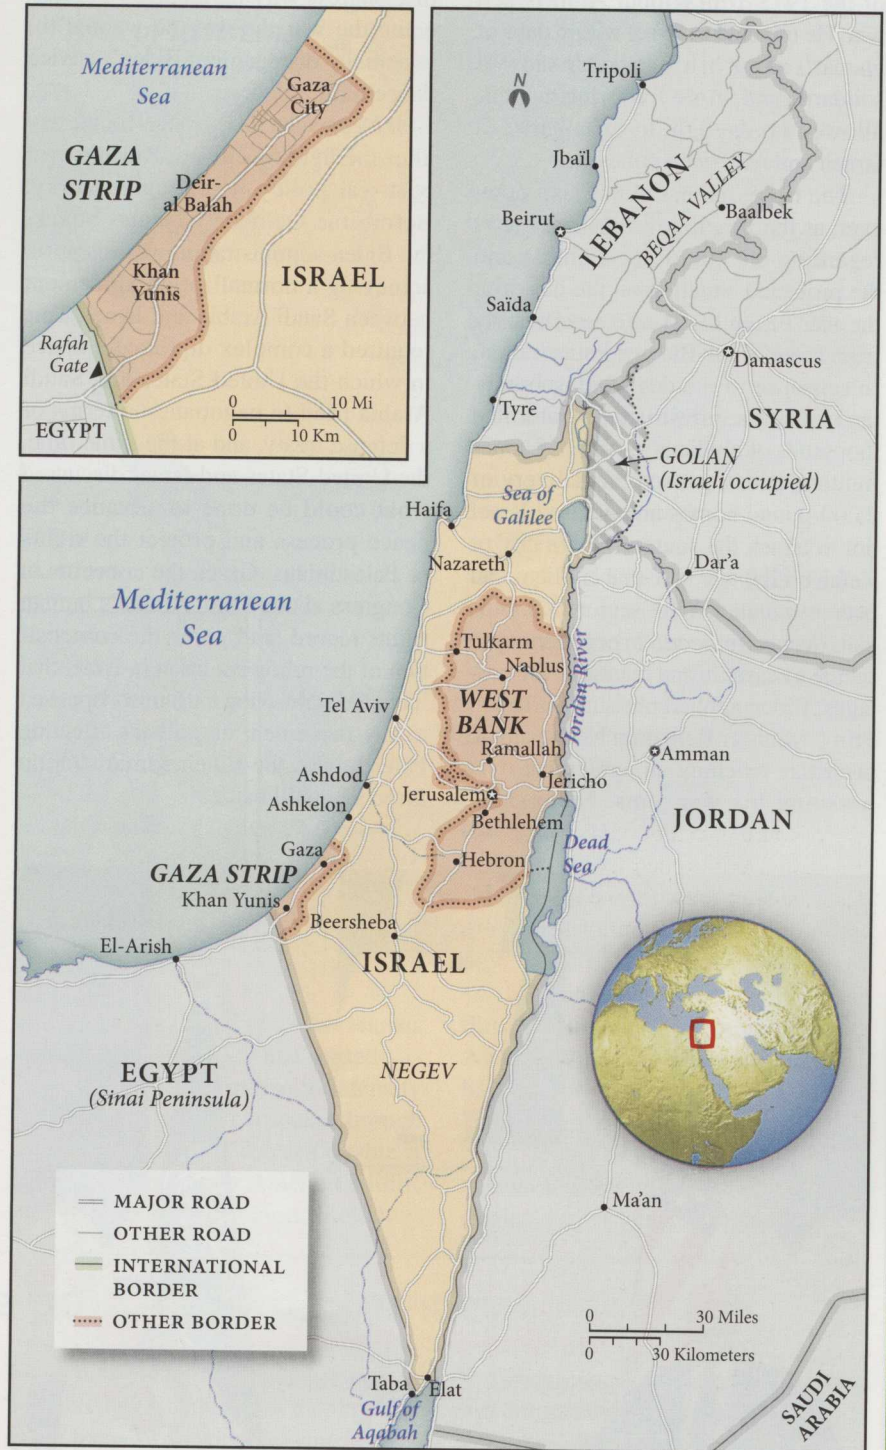 Mediterranean
Sea
GAZA
STRIP
Gaza
City
Deir-
al Balah
Khan
Yunis
ISRAEL
Rafah
Gate
EGYPT
0 10 Mi
0 10 Km
N
Tripoli
Jbaïl
LEBANON
BEQAA VALLEY
Baalbek
Beirut
Saïda
Damascus
Tyre
SYRIA
GOLAN
(Israeli occupied)
Sea of
Galilee
Haifa
Nazareth
Dar'a
Mediterranean
Sea
Tulkarm
Nablus
Jordan River
WEST
BANK
Tel Aviv
Ramallah
Amman
Jericho
Ashdod
Jerusalem
Ashkelon
Bethlehem
JORDAN
Dead
Sea
Gaza
Hebron
GAZA STRIP
Khan Yunis
Beersheba
El-Arish
ISRAEL
EGYPT
(Sinai Peninsula)
NEGEV
MAJOR ROAD
OTHER ROAD
INTERNATIONAL
BORDER
OTHER BORDER
Ma'an
0 30 Miles
0 30 Kilometers
Taba
Elat
Gulf of
Aqabah
SAUDI
ARABIA